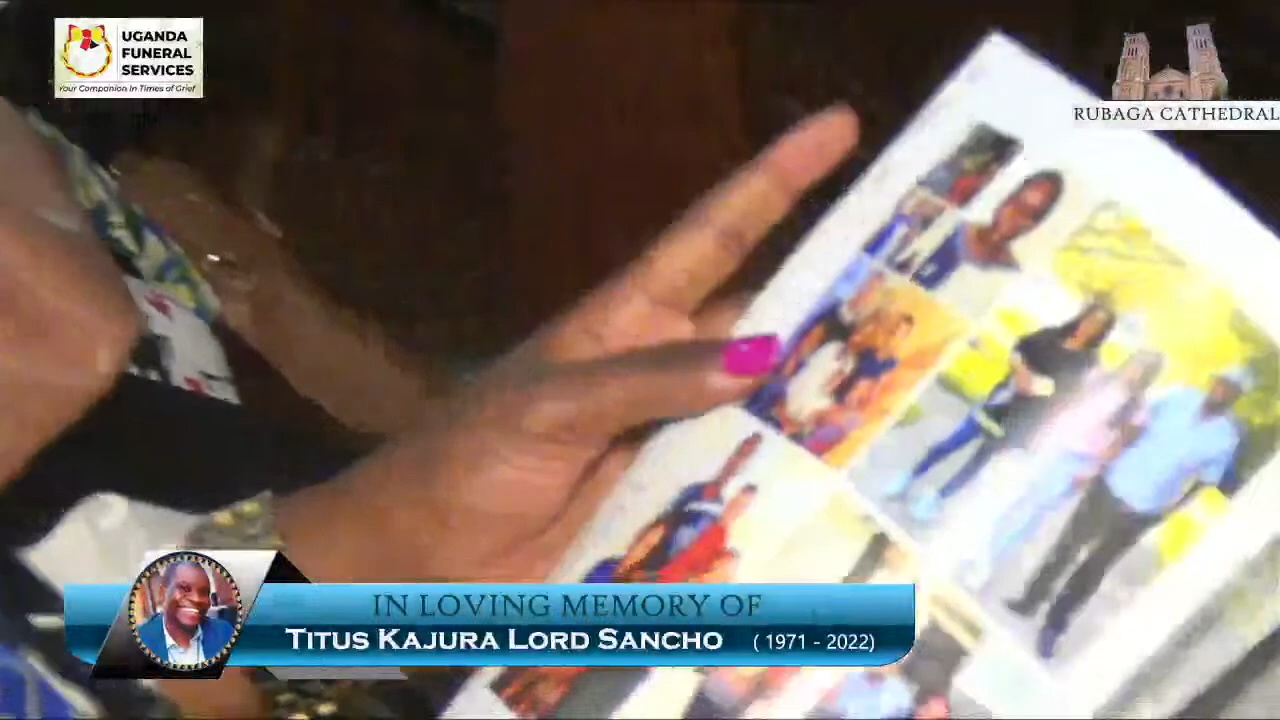 UGANDA
FUNERAL
SERVICES
Your Companion In Times of Grief
RUBAGA CATHEDRAL
IN LOVING MEMORY OF
TITUS KAJURA LORD SANCHO (1971 - 2022)